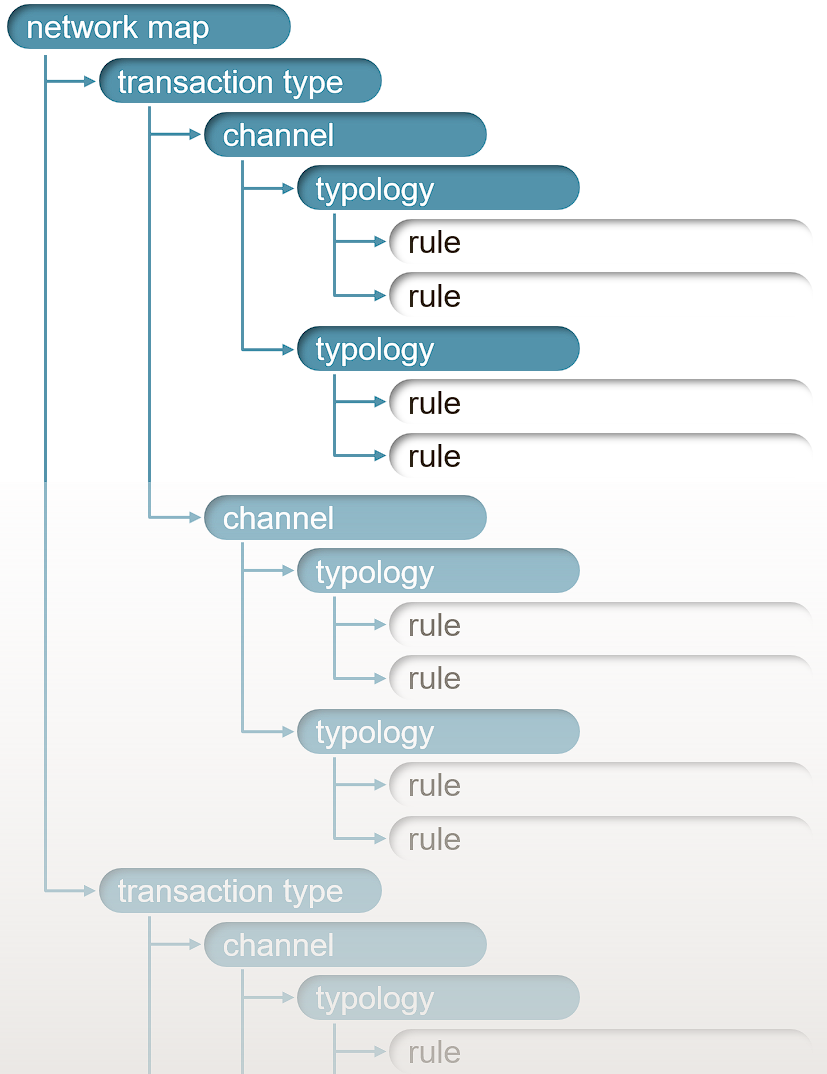 network map
transaction type
channel
typology
rule
rule
typology
rule
rule
channel
typology
rule
rule
typology
rule
rule
transaction type
channel
typology
rule